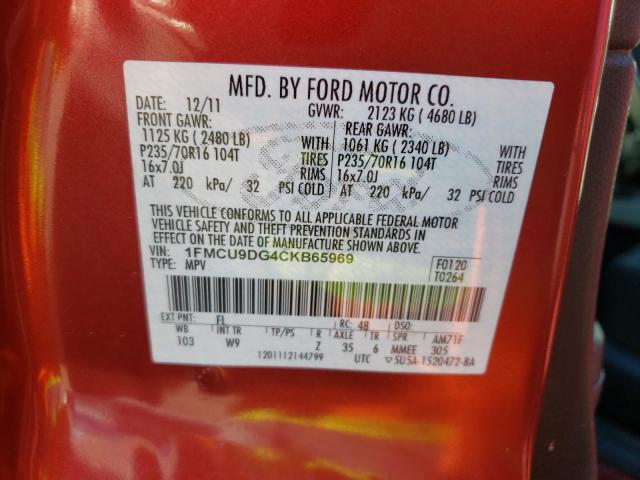 MFD. BY FORD MOTOR CO.
DATE: 12/11 GVWR: 2123 KG ( 4680 LB)
FRONT GAWR: REAR GAWR:
1125 KG ( 2480 LB) WITH 1061 KG ( 2340 LB) WITH
P235/70R16 104T TIRES P235/70R16 104T TIRES
16x7.0J RIMS 16x7.0J RIMS
AT 220 kPa/ 32 PSI COLD AT 220 kPa/ 32 PSI COLD
THIS VEHICLE CONFORMS TO ALL APPLICABLE FEDERAL MOTOR
VEHICLE SAFETY AND THEFT PREVENTION STANDARDS IN
EFFECT ON THE DATE OF MANUFACTURE SHOWN ABOVE.
VIN: 1FMCU9DG4CKB65969 F0120
TYPE: MPV T0264
EXT PNT: FL RC: 48 DSO:
WB INT TR TP/PS R AXLE TR SPR AM71F
103 W9 Z 35 6 MMEE 305
1201112144799 UTC 5U5A-1520472-BA